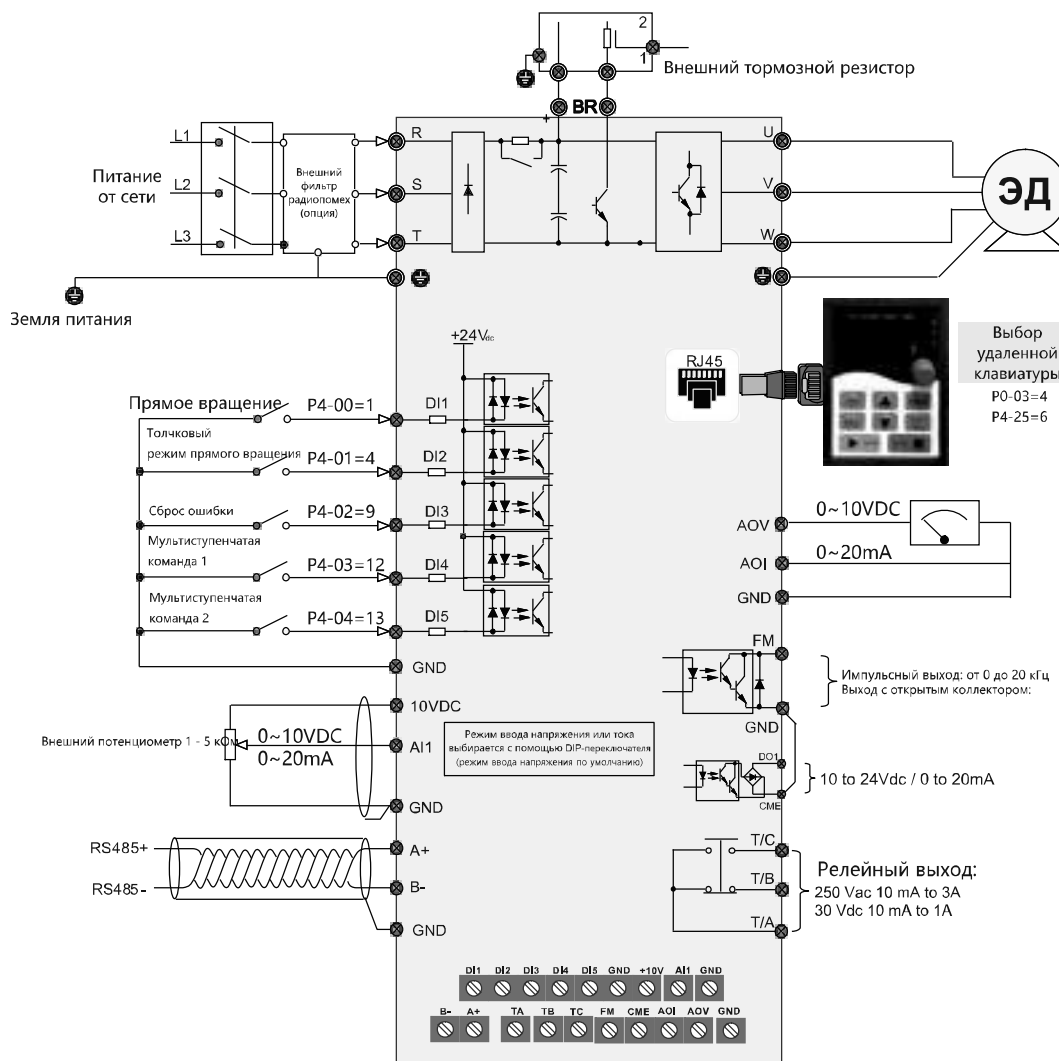 2
1
Внешний тормозной резистор
BR
+
L1
L2
L3
Питание
от сети
Внешний
фильтр
радиопомех
(опция)
R
S
T
U
V
W
ЭД
Земля питания
+24Vdc
RJ45
Выбор
удаленной
клавиатуры
P0-03=4
P4-25=6
Прямое вращение
P4-00=1
DI1
Толчковый
режим прямого вращения
P4-01=4
DI2
Сброс ошибки
P4-02=9
DI3
Мультиступенчатая
команда 1
P4-03=12
DI4
Мультиступенчатая
команда 2
P4-04=13
DI5
GND
AOV
0~10VDC
AOI
0~20mA
GND
FM
Импульсный выход: от 0 до 20 кГц
Выход с открытым коллектором:
GND
10VDC
Внешний потенциометр 1 - 5 кОм
0~10VDC
0~20mA
AI1
GND
Режим ввода напряжения или тока
выбирается с помощью DIP-переключателя
(режим ввода напряжения по умолчанию)
DO1
10 to 24Vdc / 0 to 20mA
CME
RS485+
RS485-
A+
B-
GND
T/C
T/B
T/A
Релейный выход:
250 Vac 10 mA to 3A
30 Vdc 10 mA to 1A
DI1 DI2 DI3 DI4 DI5 GND +10V AI1 GND
B- A+ TA TB TC FM CME AOI AOV GND